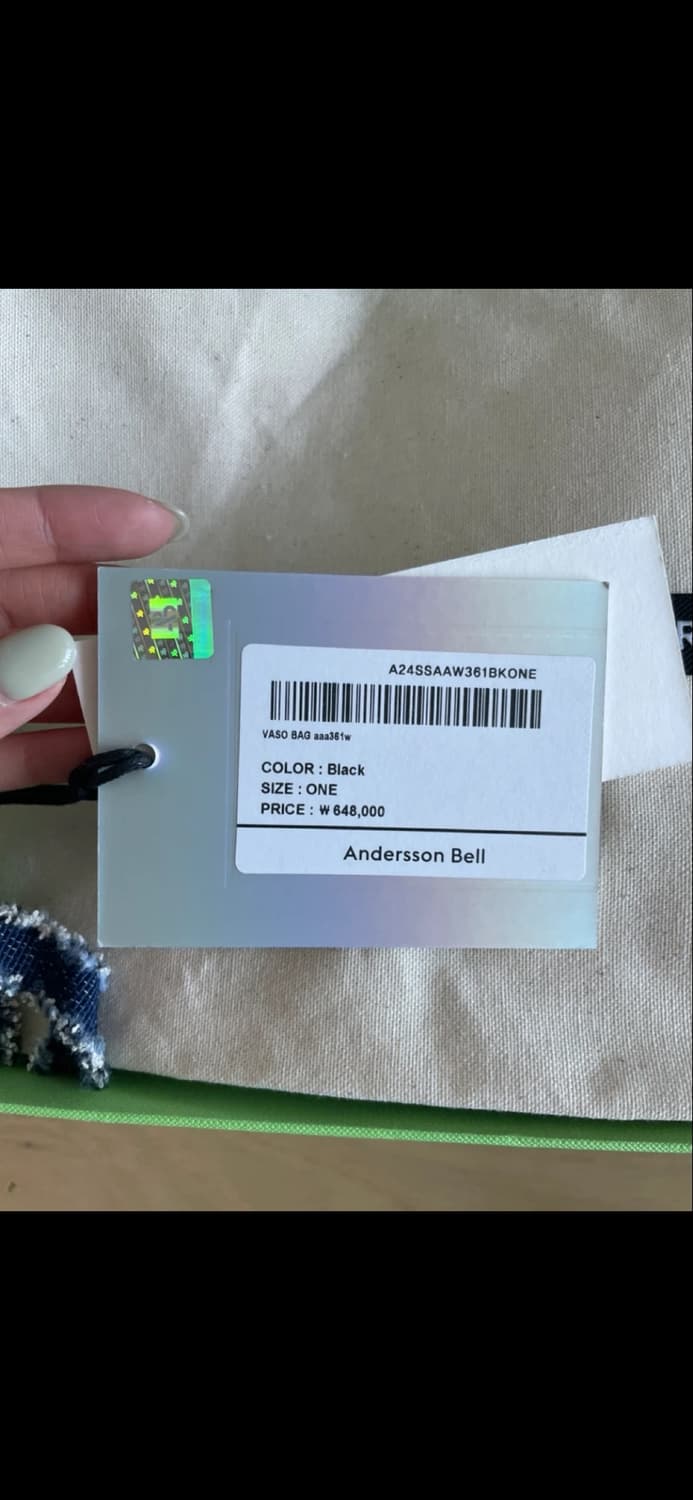 A24SSAAW361BKONE
VASO BAG aaa361w
COLOR : Black
SIZE : ONE
PRICE : ₩ 648,000
Andersson Bell